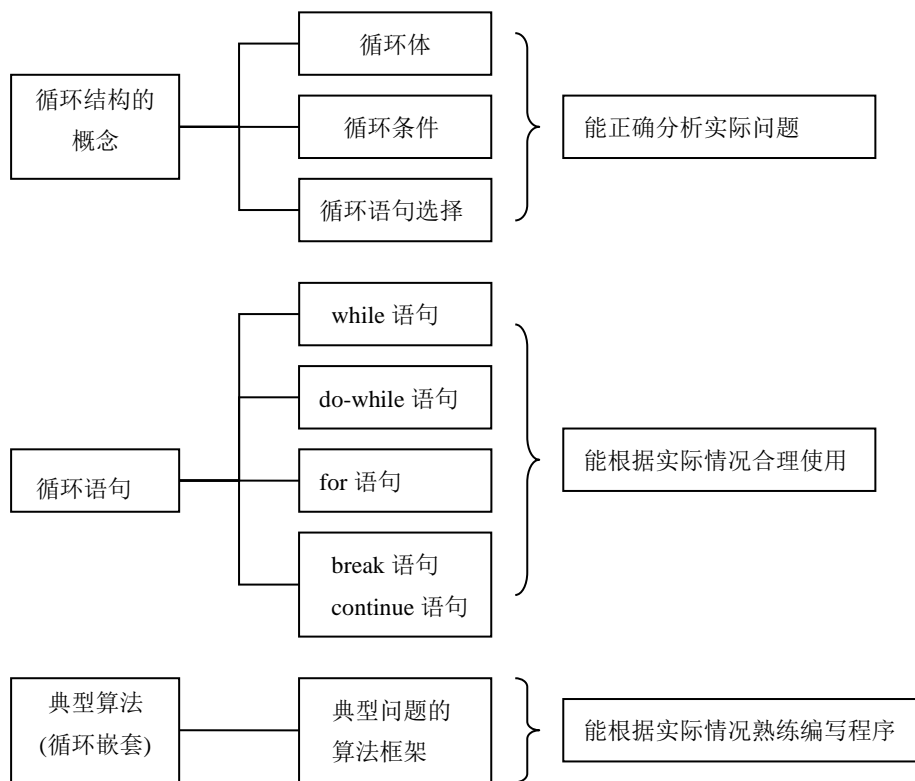 循环体
循环结构的
概念
循环条件
能正确分析实际问题
循环语句选择
while 语句
do-while 语句
能根据实际情况合理使用
循环语句
for 语句
break 语句
continue 语句
典型算法
(循环嵌套)
典型问题的
算法框架
能根据实际情况熟练编写程序